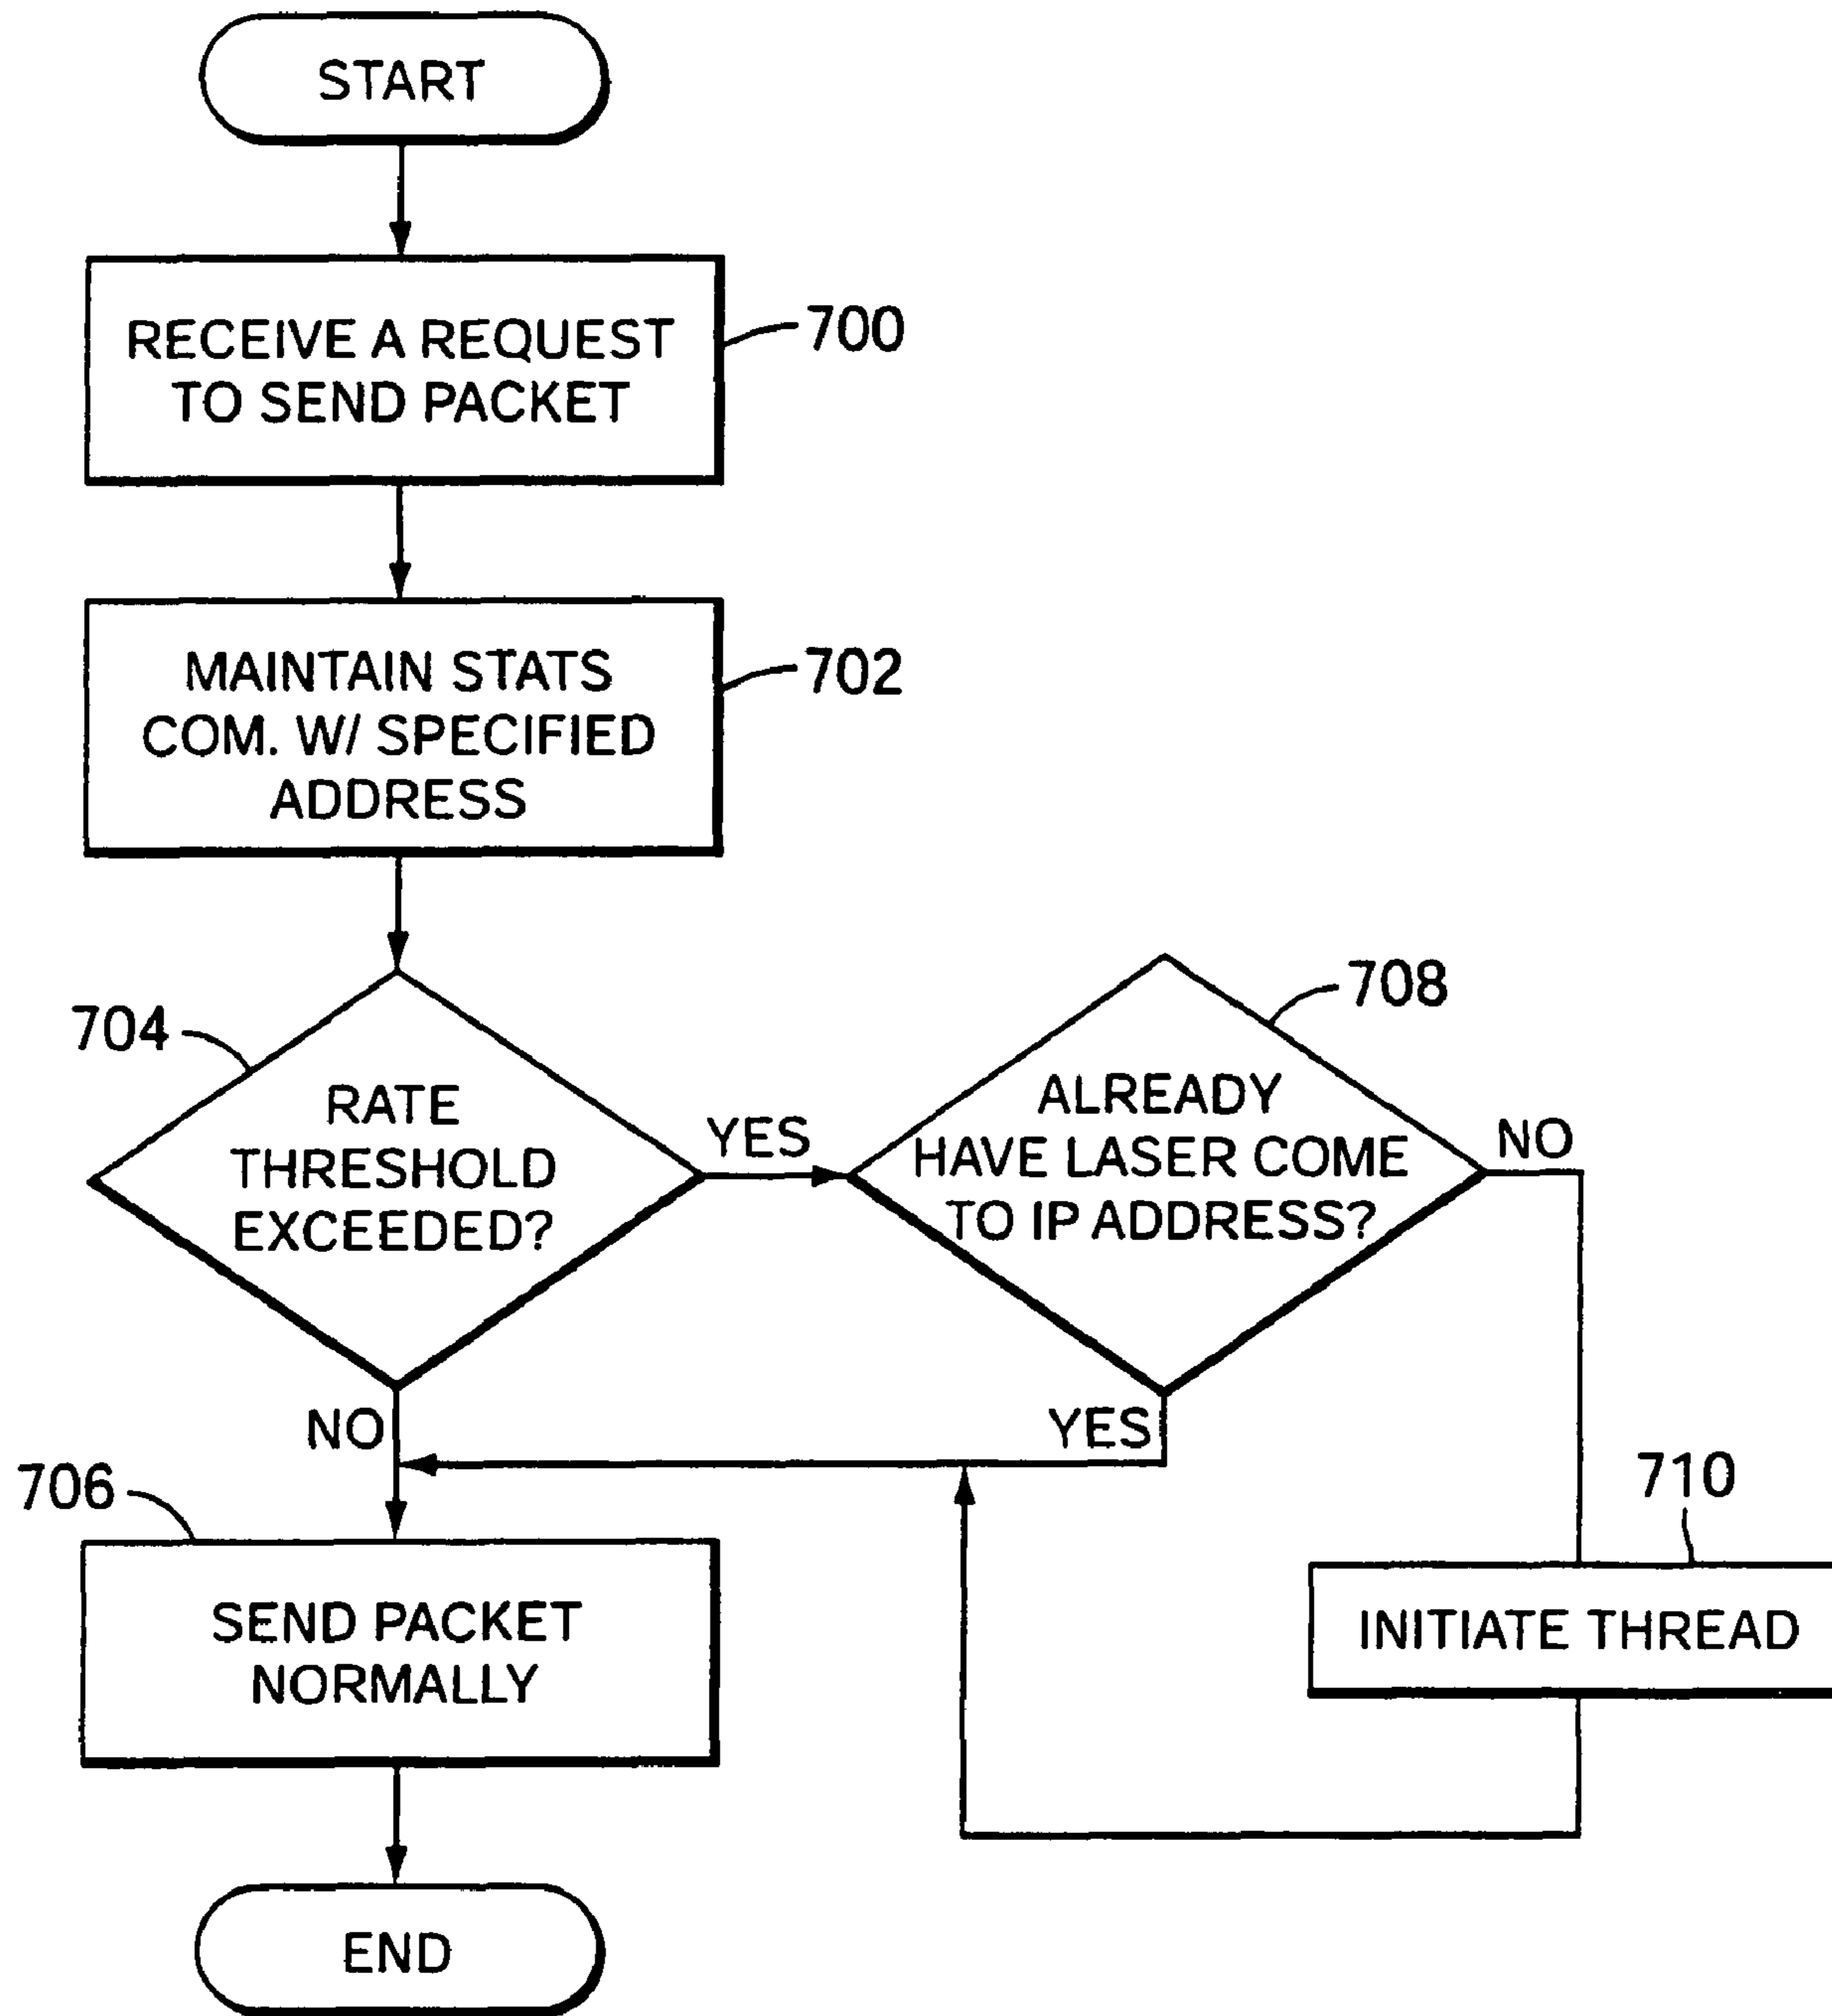 START
RECEIVE A REQUEST
TO SEND PACKET
700
MAINTAIN STATS
COM. W/ SPECIFIED
ADDRESS
702
704
RATE
THRESHOLD
EXCEEDED?
YES
708
ALREADY
HAVE LASER COME
TO IP ADDRESS?
NO
NO
YES
706
SEND PACKET
NORMALLY
710
INITIATE THREAD
END